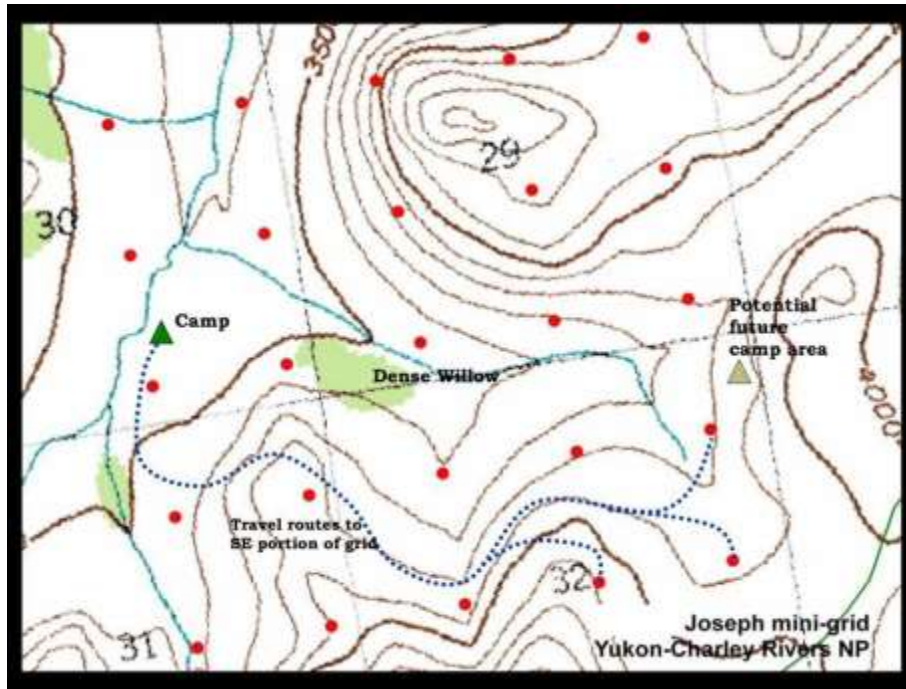 3500
29
30
Camp
Potential
future
camp area
Dense Willow
4000
Travel routes to
SE portion of grid
32
31
Joseph mini-grid
Yukon-Charley Rivers NP